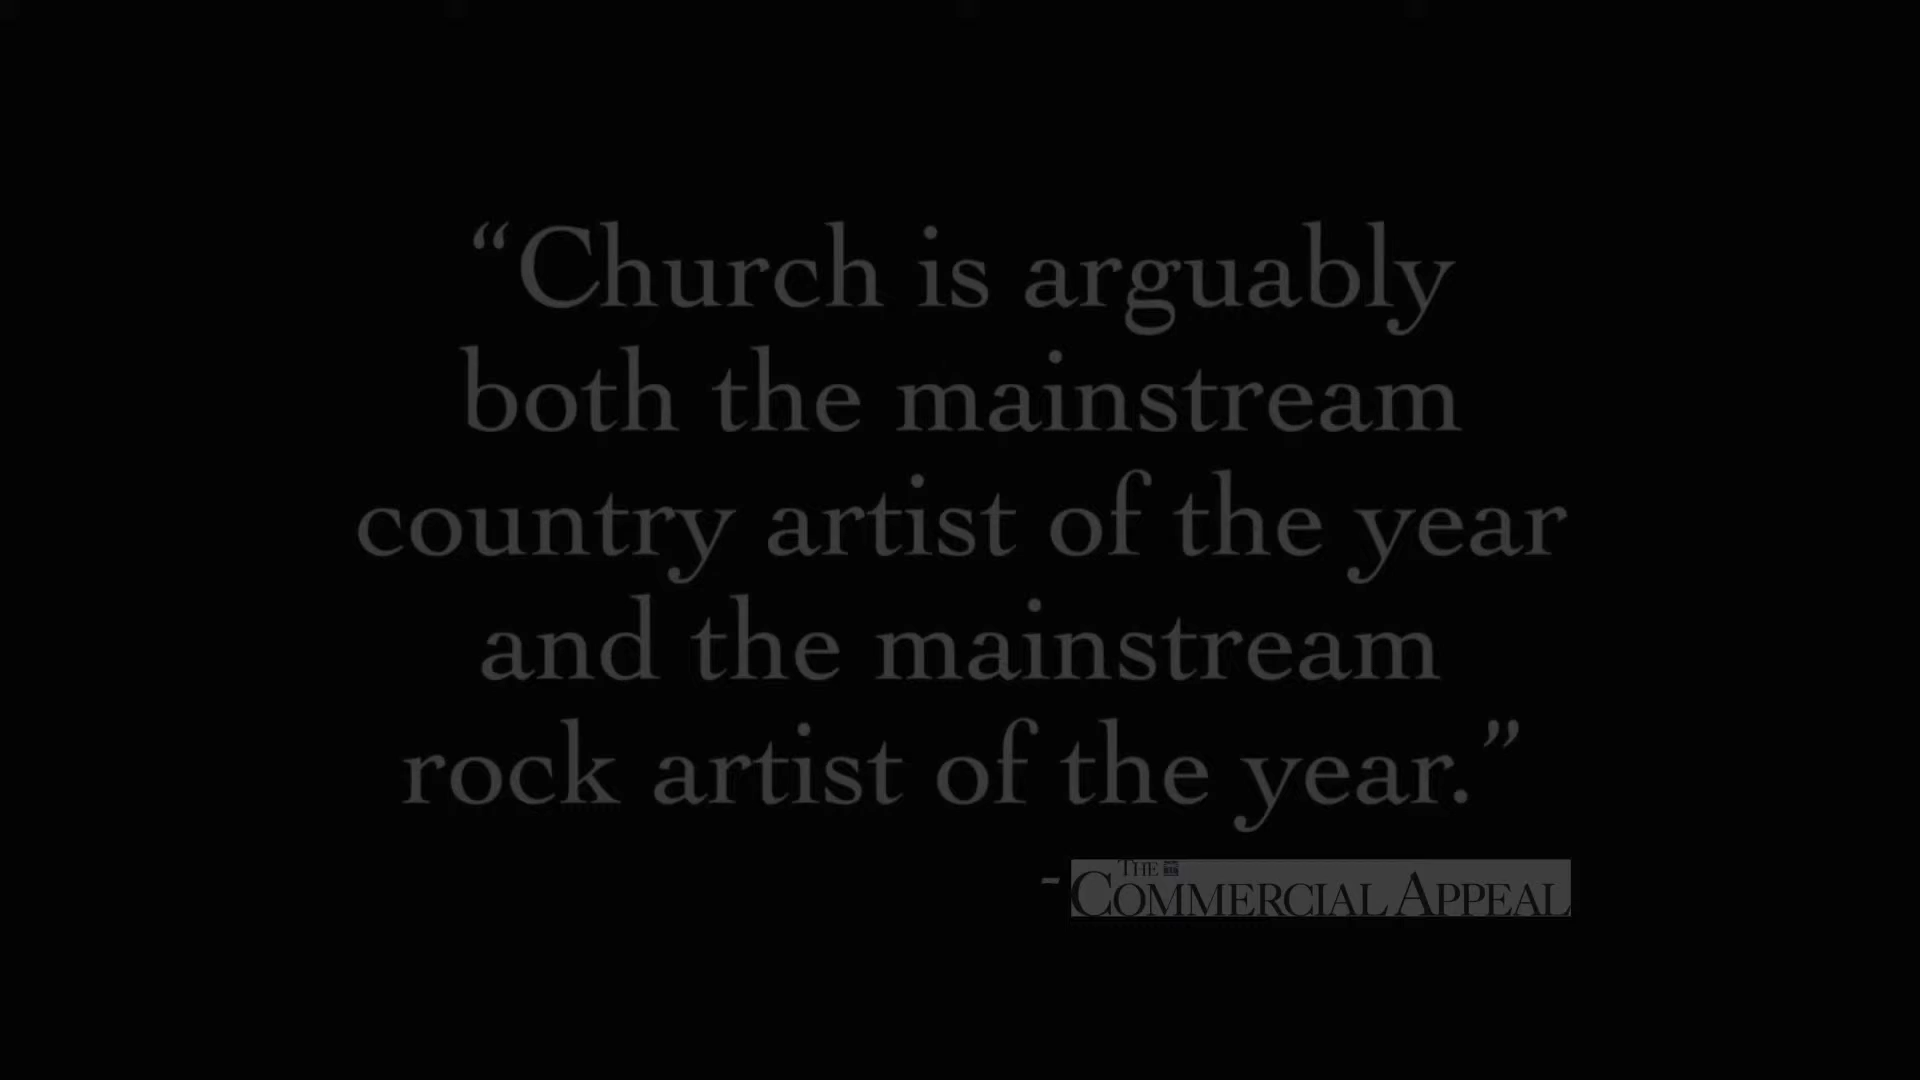 “Church is arguably
both the mainstream
country artist of the year
and the mainstream
rock artist of the year.”
- THE COMMERCIAL APPEAL